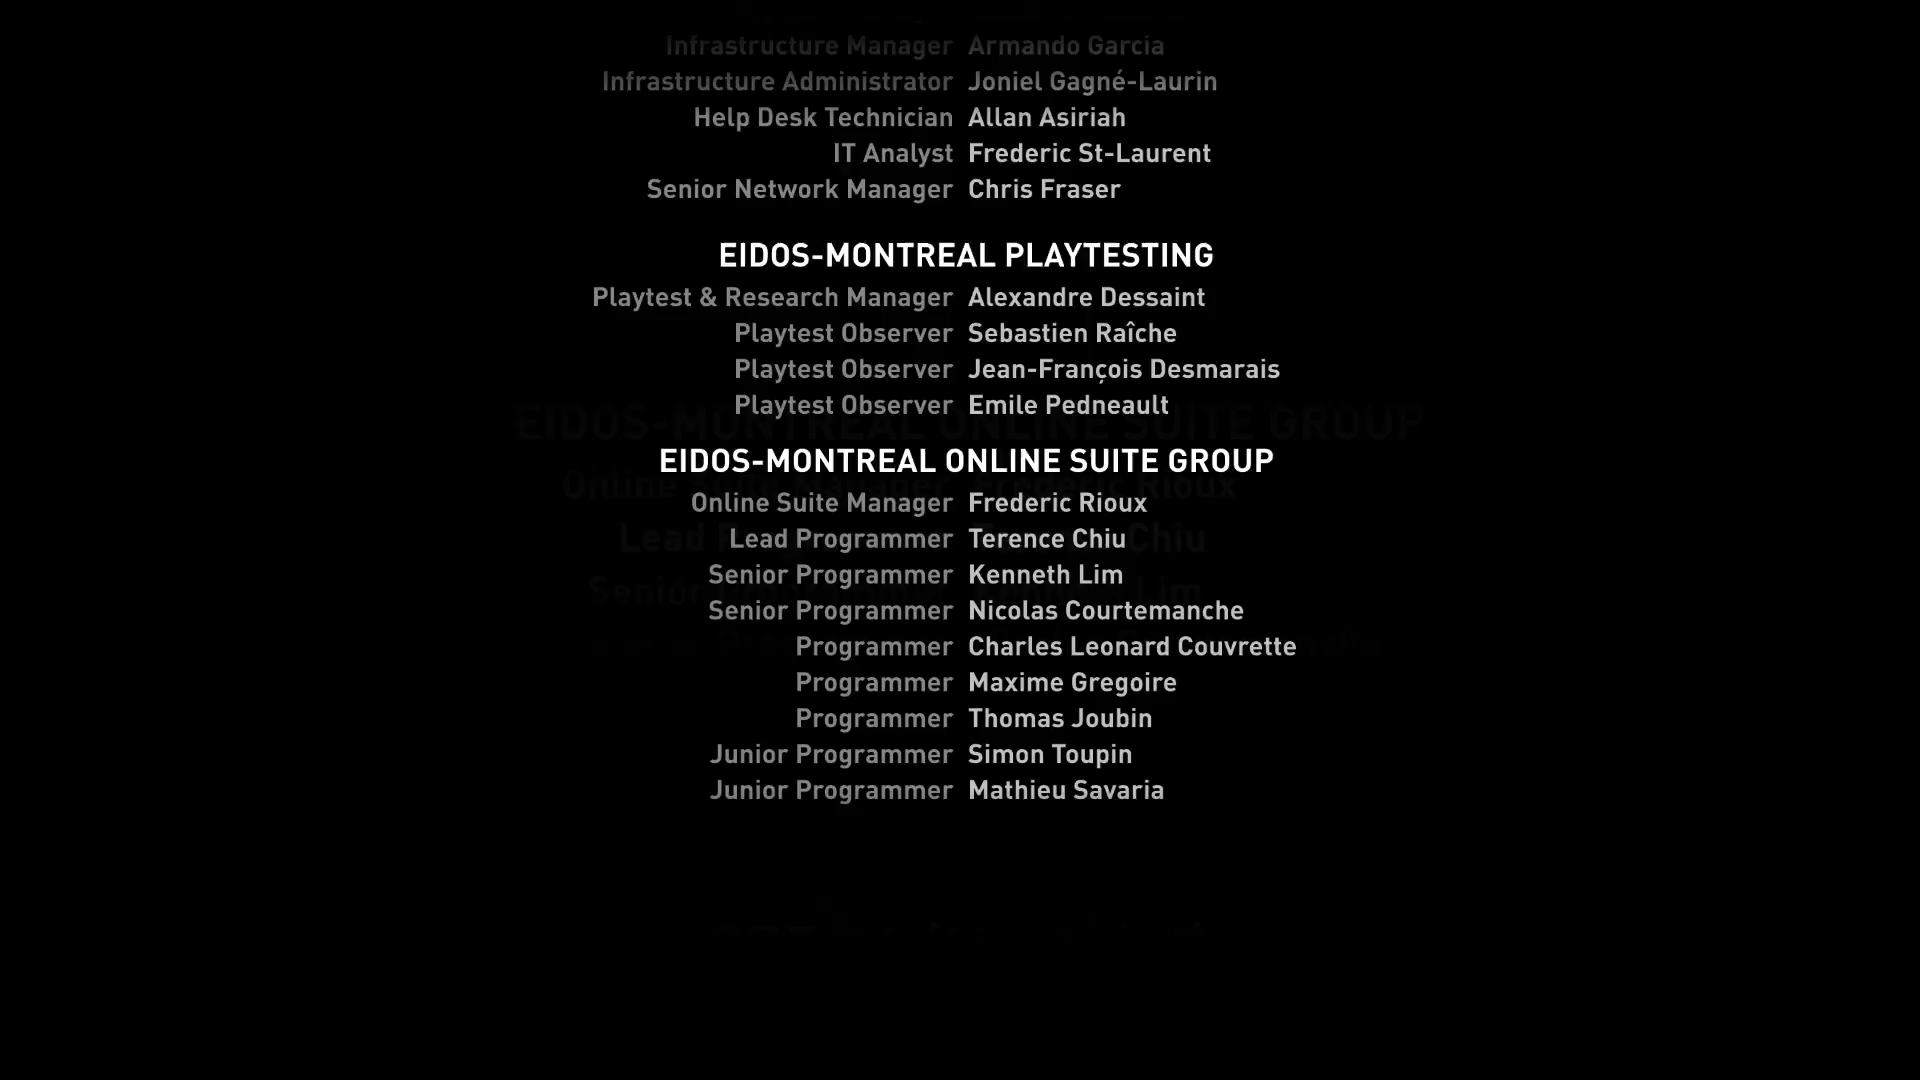 Infrastructure Manager Armando Garcia
Infrastructure Administrator Joniel Gagné-Laurin
Help Desk Technician Allan Asiriah
IT Analyst Frederic St-Laurent
Senior Network Manager Chris Fraser
EIDOS-MONTREAL PLAYTESTING
Playtest & Research Manager Alexandre Dessaint
Playtest Observer Sebastien Raîche
Playtest Observer Jean-François Desmarais
Playtest Observer Emile Pedneault
EIDOS-MONTREAL ONLINE SUITE GROUP
Online Suite Manager Frederic Rioux
Lead Programmer Terence Chiu
Senior Programmer Kenneth Lim
Senior Programmer Nicolas Courtemanche
Programmer Charles Leonard Couvrette
Programmer Maxime Gregoire
Programmer Thomas Joubin
Junior Programmer Simon Toupin
Junior Programmer Mathieu Savaria